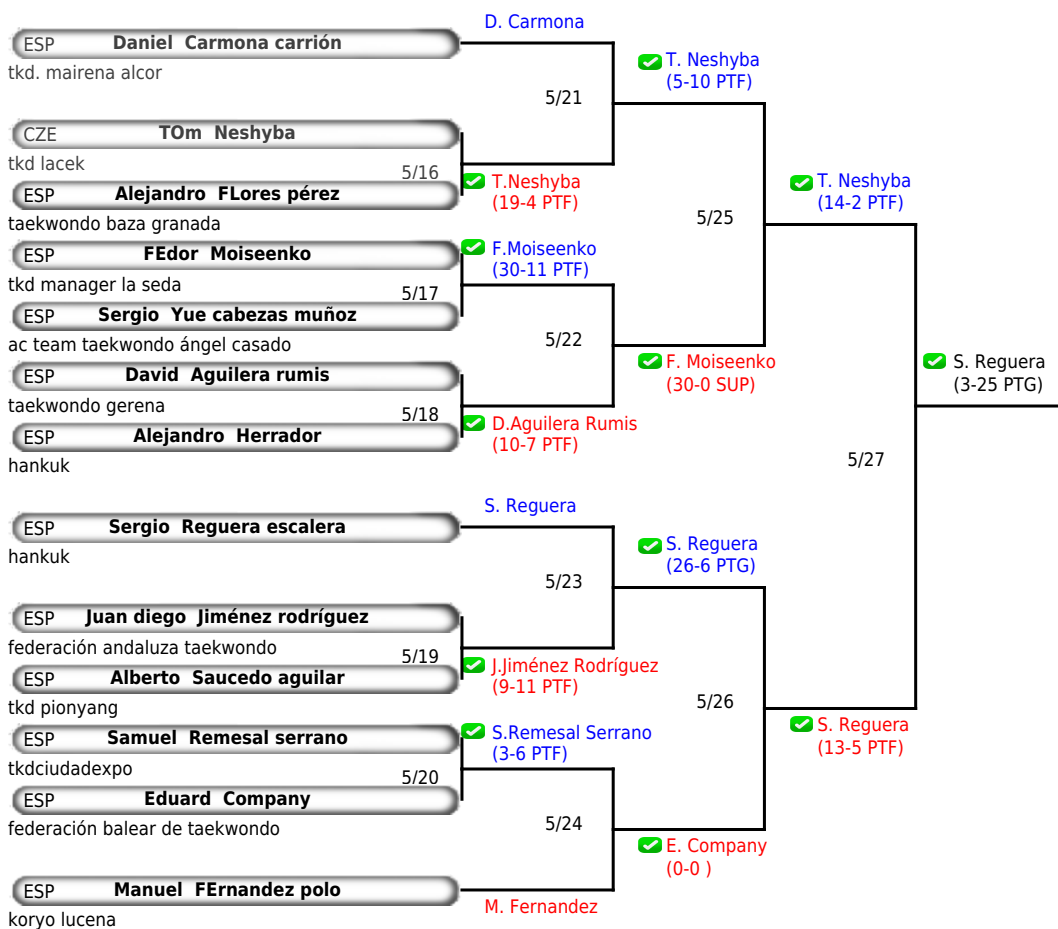 D. Carmona
ESP Daniel Carmona carrión
tkd. mairena alcor
T. Neshyba
(5-10 PTF)
5/21
CZE TOm Neshyba
tkd lacek
5/16
T.Neshyba
(19-4 PTF)
ESP Alejandro FLores pérez
taekwondo baza granada
T. Neshyba
(14-2 PTF)
5/25
ESP FEdor Moiseenko
tkd manager la seda
F.Moiseenko
(30-11 PTF)
5/17
ESP Sergio Yue cabezas muñoz
ac team taekwondo ángel casado
5/22
F. Moiseenko
(30-0 SUP)
S. Reguera
(3-25 PTG)
ESP David Aguilera rumis
taekwondo gerena
5/18
D.Aguilera Rumis
(10-7 PTF)
ESP Alejandro Herrador
hankuk
5/27
S. Reguera
ESP Sergio Reguera escalera
hankuk
S. Reguera
(26-6 PTG)
5/23
ESP Juan diego Jiménez rodríguez
federación andaluza taekwondo
5/19
J.Jiménez Rodríguez
(9-11 PTF)
ESP Alberto Saucedo aguilar
tkd pionyang
5/26
S. Reguera
(13-5 PTF)
ESP Samuel Remesal serrano
tkdciudadexpo
S.Remesal Serrano
(3-6 PTF)
5/20
ESP Eduard Company
federación balear de taekwondo
5/24
E. Company
(0-0 )
ESP Manuel FErnandez polo
koryo lucena
M. Fernandez